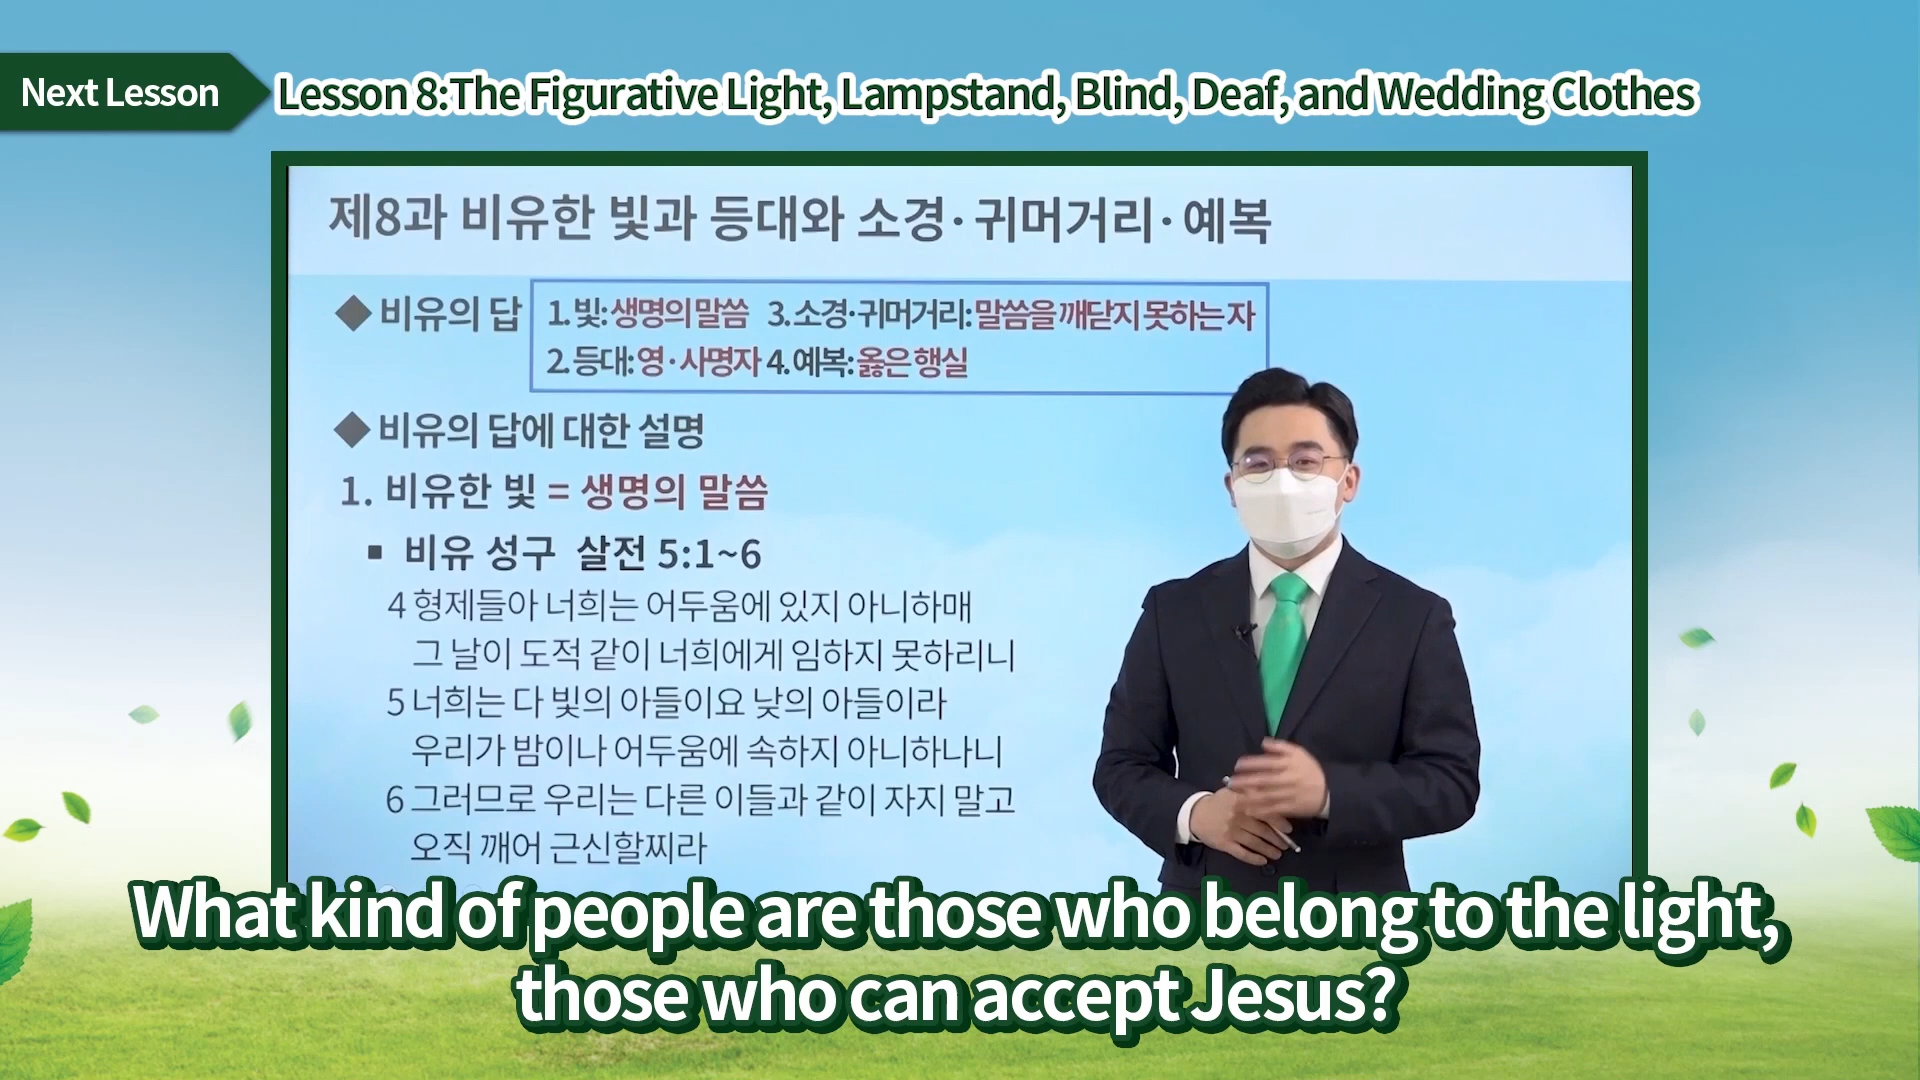 Next Lesson
Lesson 8:The Figurative Light, Lampstand, Blind, Deaf, and Wedding Clothes
제8과 비유한 빛과 등대와 소경·귀머거리·예복
◆ 비유의 답
1. 빛: 생명의 말씀 3. 소경·귀머거리: 말씀을 깨닫지 못하는 자
2. 등대: 영·사명자 4. 예복: 옳은 행실
◆ 비유의 답에 대한 설명
1. 비유한 빛 = 생명의 말씀
▪ 비유 성구 살전 5:1~6
4 형제들아 너희는 어두움에 있지 아니하매
그 날이 도적 같이 너희에게 임하지 못하리니
5 너희는 다 빛의 아들이요 낮의 아들이라
우리가 밤이나 어두움에 속하지 아니하나니
6 그러므로 우리는 다른 이들과 같이 자지 말고
오직 깨어 근신할찌라
What kind of people are those who belong to the light,
those who can accept Jesus?